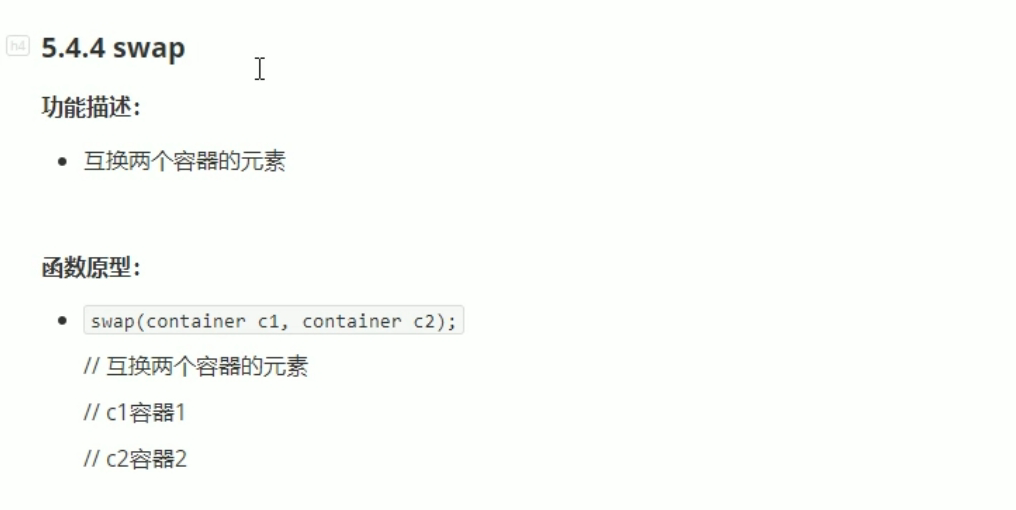 h4
5.4.4 swap
功能描述：
互换两个容器的元素
函数原型：
swap(container c1, container c2);
// 互换两个容器的元素
// c1容器1
// c2容器2